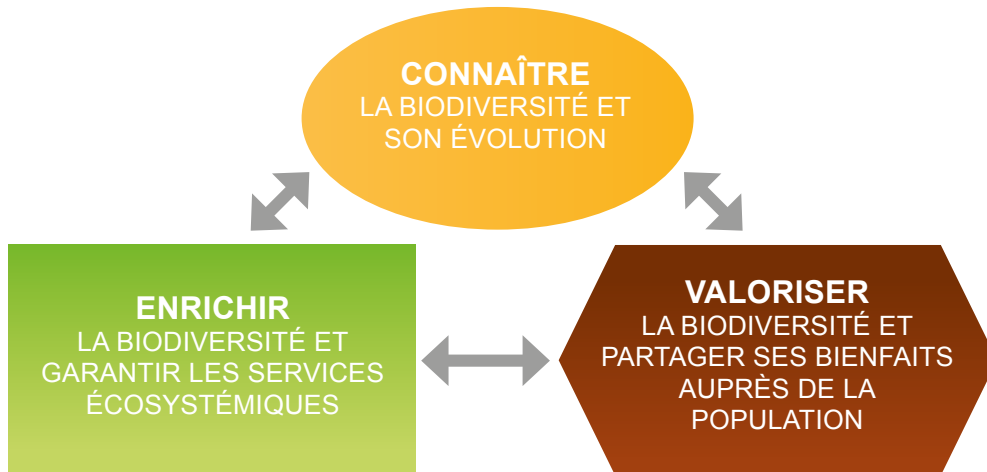 CONNAÎTRE
LA BIODIVERSITÉ ET
SON ÉVOLUTION
ENRICHIR
LA BIODIVERSITÉ ET
GARANTIR LES SERVICES
ÉCOSYSTÉMIQUES
VALORISER
LA BIODIVERSITÉ ET
PARTAGER SES BIENFAITS
AUPRÈS DE LA
POPULATION